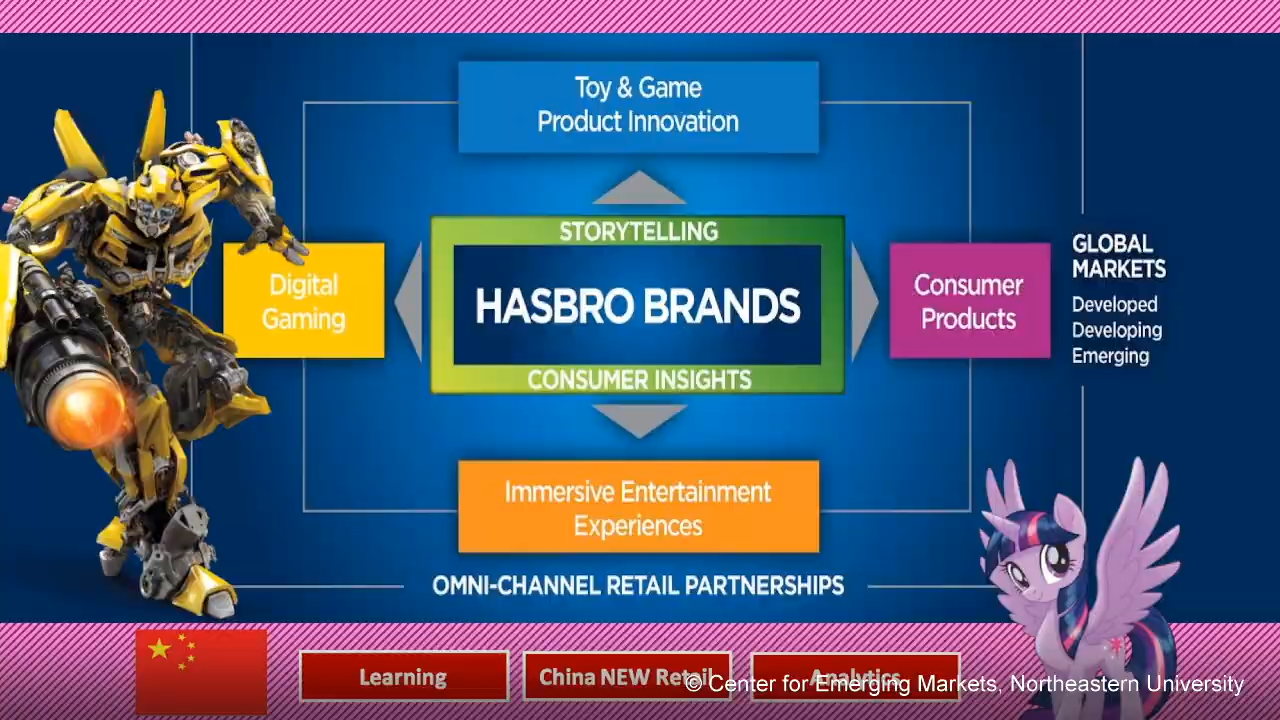 Toy & Game
Product Innovation
STORYTELLING
HASBRO BRANDS
CONSUMER INSIGHTS
Digital
Gaming
Consumer
Products
GLOBAL
MARKETS
Developed
Developing
Emerging
Immersive Entertainment
Experiences
OMNI-CHANNEL RETAIL PARTNERSHIPS
Learning
China NEW Retail
Analytics
© Center for Emerging Markets, Northeastern University